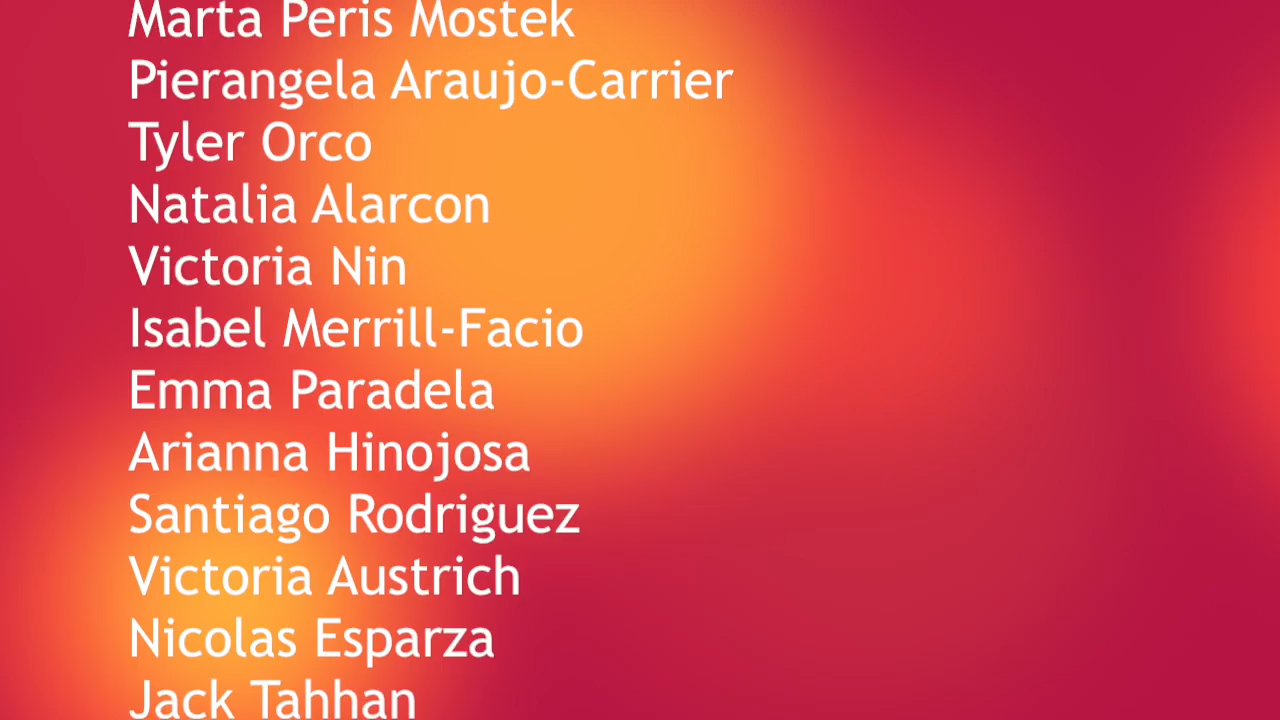 Marta Peris Mostek
Pierangela Araujo-Carrier
Tyler Orco
Natalia Alarcon
Victoria Nin
Isabel Merrill-Facio
Emma Paradela
Arianna Hinojosa
Santiago Rodriguez
Victoria Austrich
Nicolas Esparza
Jack Tahhan